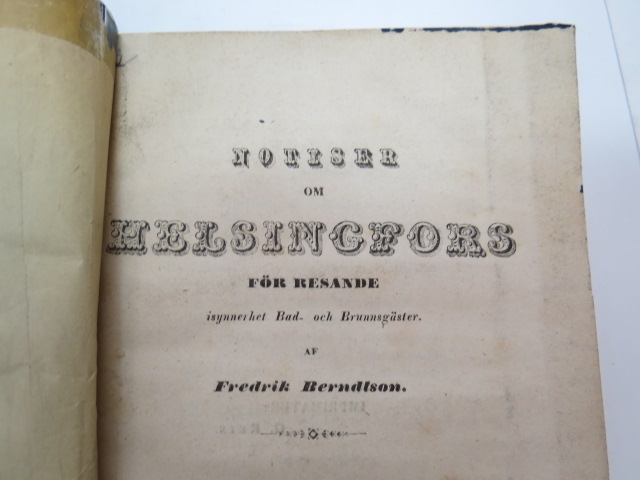 NOTISER
OM
HELSINGFORS
FÖR RESANDE
isynnerhet Bad- och Brunnsgäster.
AF
Fredrik Berndtson.